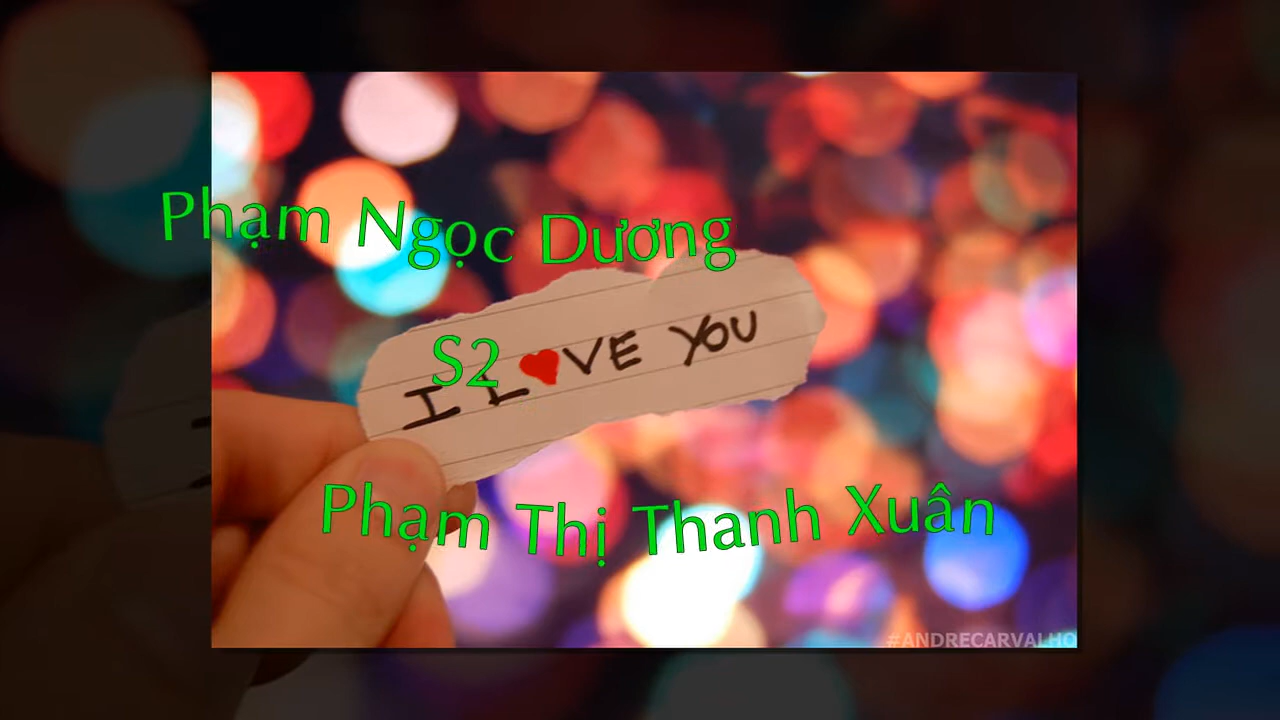 Phạm Ngọc Dương
S2
I L❤VE YOU
Phạm Thị Thanh Xuân
#ANDRECARVALHO